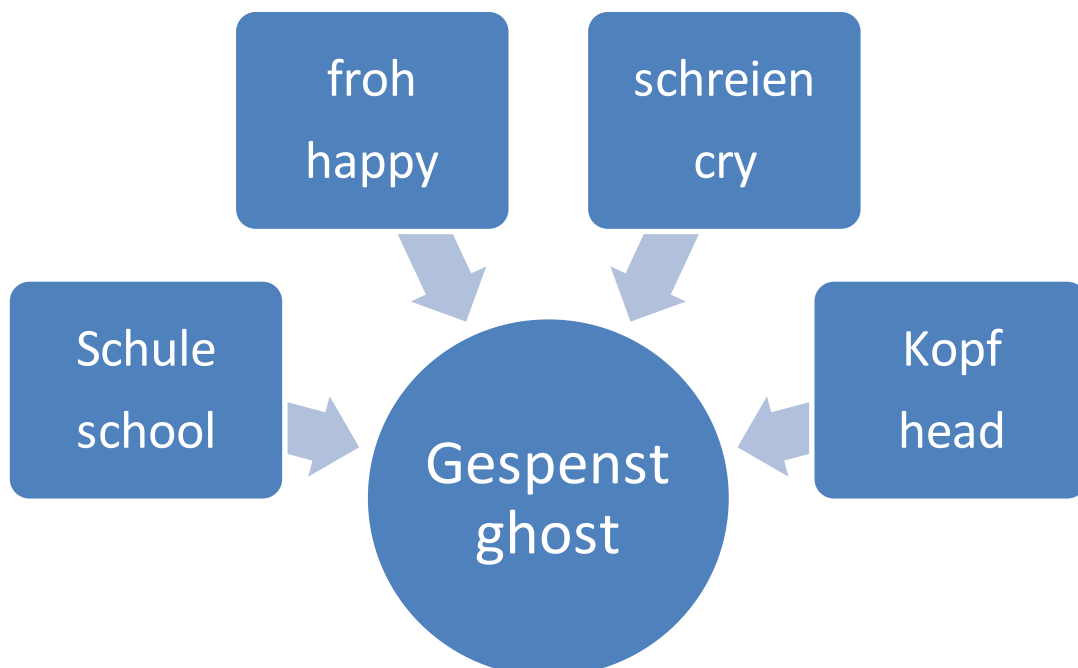 froh
happy
schreien
cry
Schule
school
Kopf
head
Gespenst
ghost